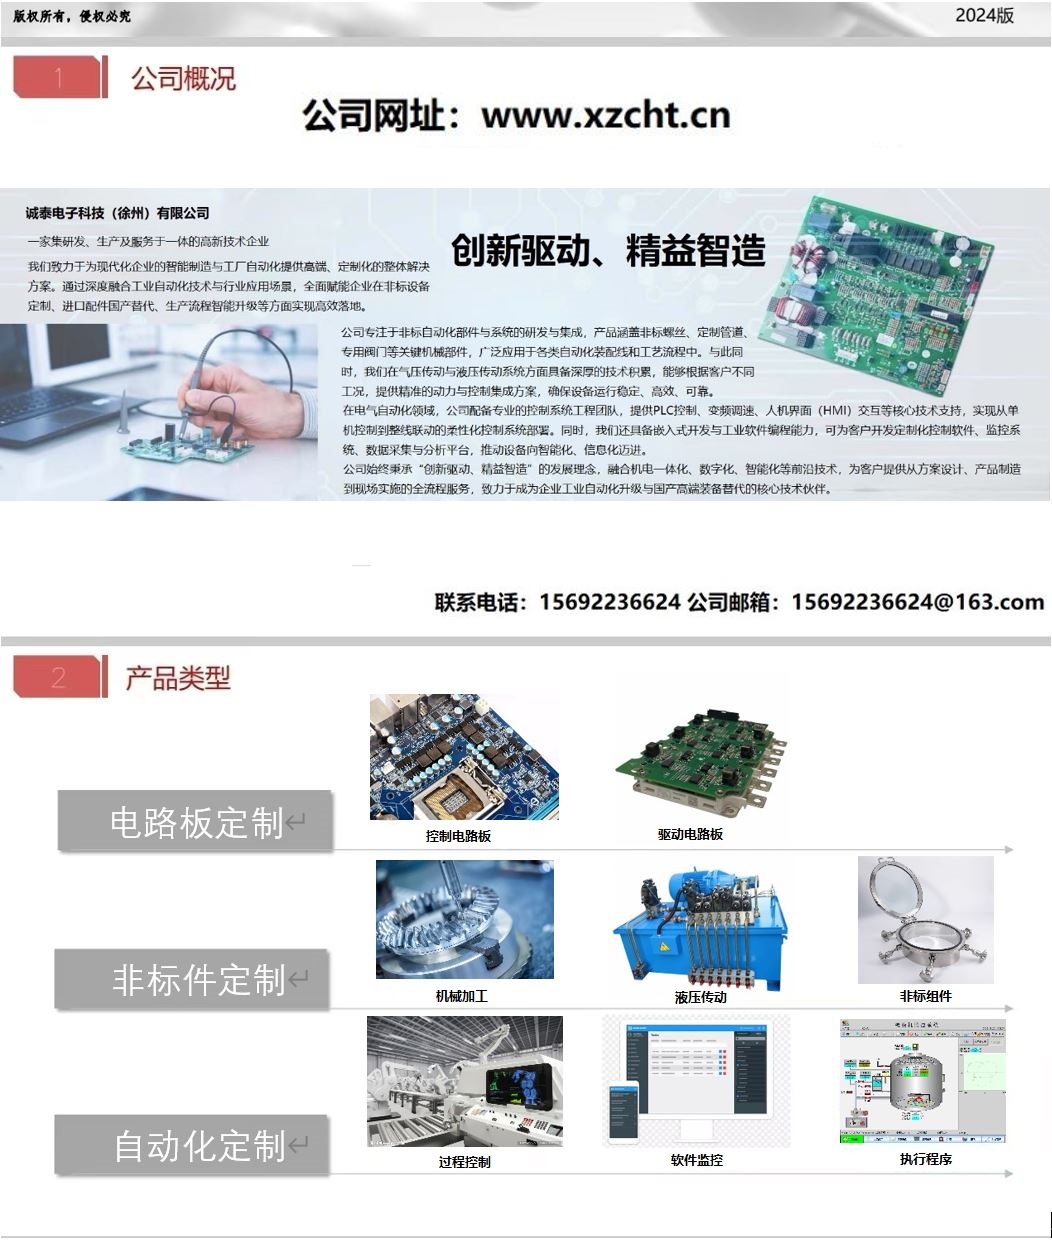 版权所有，侵权必究
2024版
1
公司概况
公司网址：www.xzcht.cn
诚泰电子科技（徐州）有限公司
一家集研发、生产及服务于一体的高新技术企业
我们致力于为现代化企业的智能制造与工厂自动化提供高端、定制化的整体解决
方案。通过深度融合工业自动化技术与行业应用场景，全面赋能企业在非标设备
定制、进口配件国产替代、生产流程智能升级等方面实现高效落地。
创新驱动、精益智造
公司专注于非标自动化部件与系统的研发与集成，产品涵盖非标螺丝、定制管道、
专用阀门等关键机械部件，广泛应用于各类自动化装配线和工艺流程中。与此同
时，我们在气压传动与液压传动系统方面具备深厚的技术积累，能够根据客户不同
工况，提供精准的动力与控制集成方案，确保设备运行稳定、高效、可靠。
在电气自动化领域，公司配备专业的控制系统工程团队，提供PLC控制、变频调速、人机界面（HMI）交互等核心技术支持，实现从单
机控制到整线联动的柔性化控制系统部署。同时，我们还具备嵌入式开发与工业软件编程能力，可为客户开发定制化控制软件、监控系
统、数据采集与分析平台，推动设备向智能化、信息化迈进。
公司始终秉承“创新驱动、精益智造”的发展理念，融合机电一体化、数字化、智能化等前沿技术，为客户提供从方案设计、产品制造
到现场实施的全流程服务，致力于成为企业工业自动化升级与国产高端装备替代的核心技术伙伴。
联系电话：15692236624 公司邮箱：15692236624@163.com
2
产品类型
电路板定制↵
控制电路板
驱动电路板
非标件定制↵
机械加工
液压传动
非标组件
自动化定制↵
过程控制
软件监控
执行程序